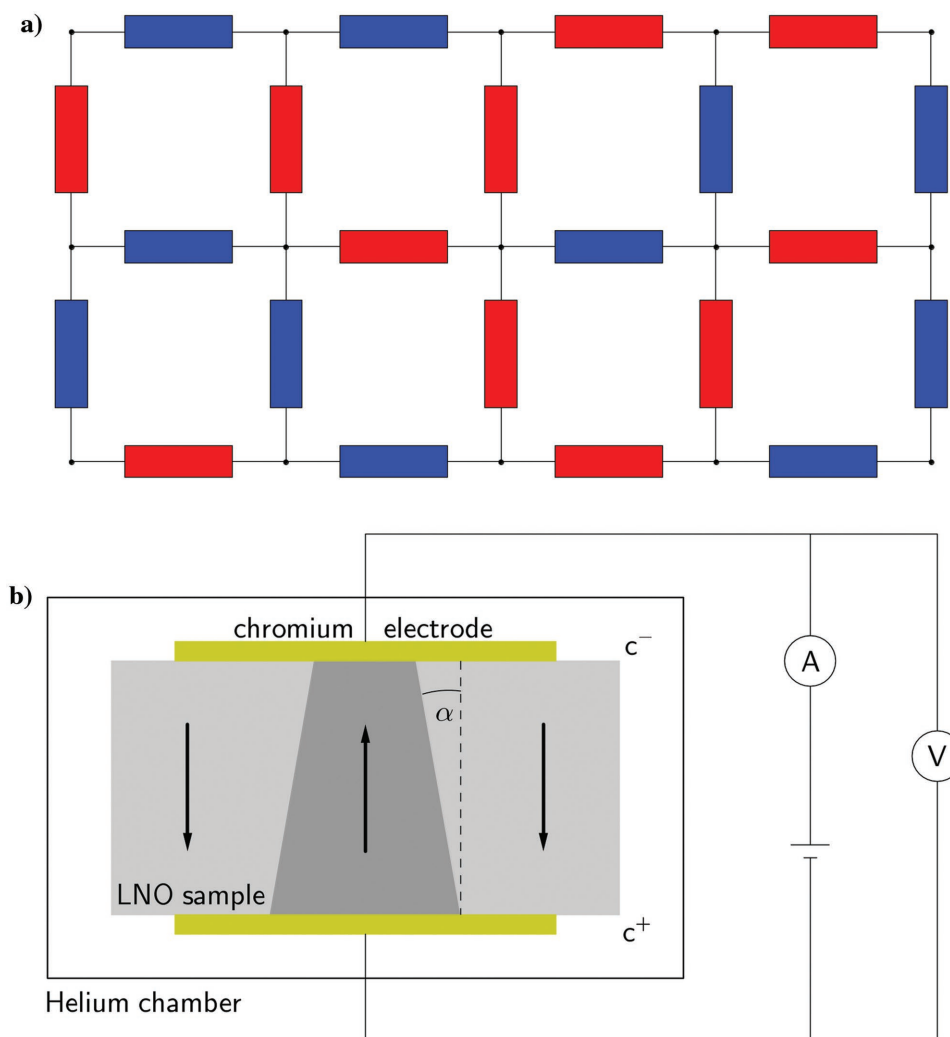 a)
b)
chromium electrode
c⁻
A
α
V
LNO sample
c⁺
Helium chamber